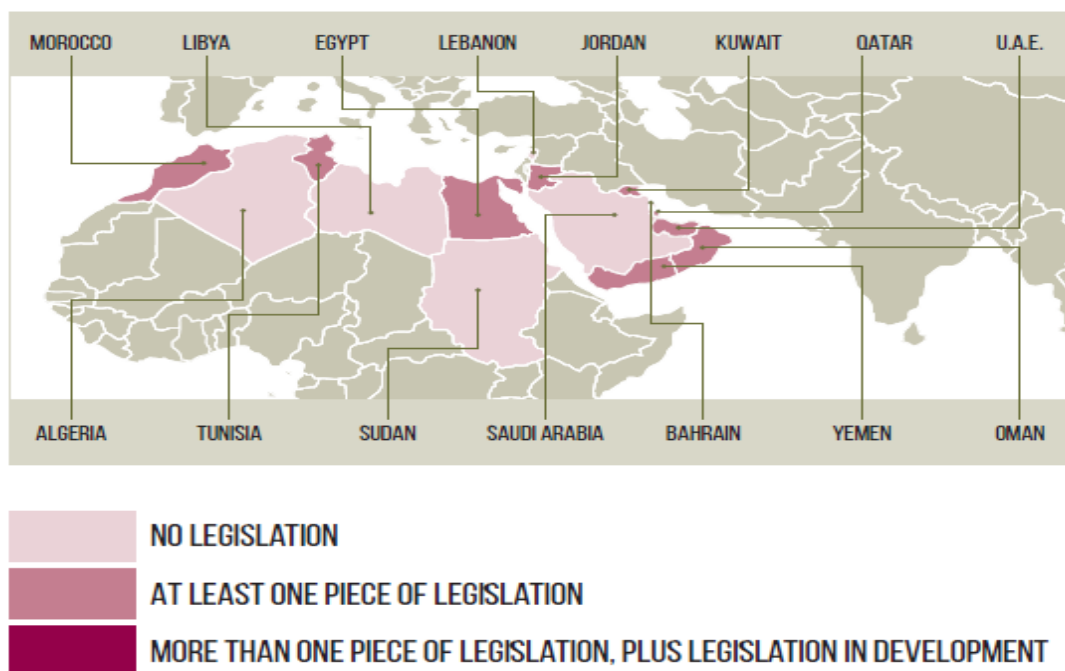 MOROCCO LIBYA EGYPT LEBANON JORDAN KUWAIT QATAR U.A.E.
ALGERIA TUNISIA SUDAN SAUDI ARABIA BAHRAIN YEMEN OMAN
NO LEGISLATION
AT LEAST ONE PIECE OF LEGISLATION
MORE THAN ONE PIECE OF LEGISLATION, PLUS LEGISLATION IN DEVELOPMENT